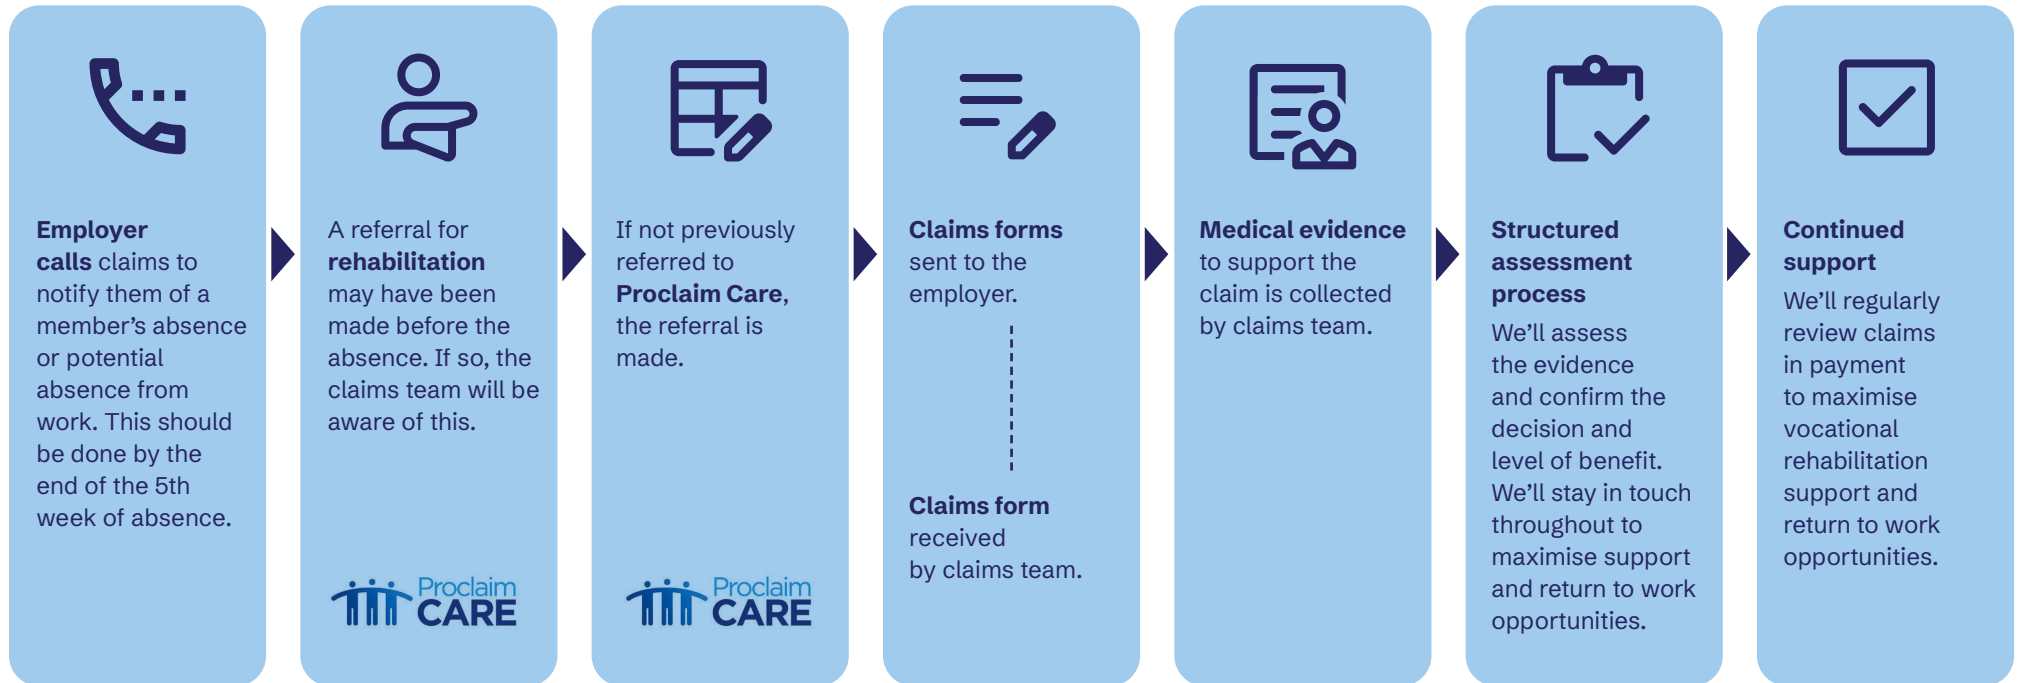 Employer
calls claims to
notify them of a
member’s absence
or potential
absence from
work. This should
be done by the
end of the 5th
week of absence.
A referral for
rehabilitation
may have been
made before the
absence. If so, the
claims team will be
aware of this.
Proclaim
CARE
If not previously
referred to
Proclaim Care,
the referral is
made.
Proclaim
CARE
Claims forms
sent to the
employer.
Claims form
received
by claims team.
Medical evidence
to support the
claim is collected
by claims team.
Structured
assessment
process
We’ll assess
the evidence
and confirm the
decision and
level of benefit.
We’ll stay in touch
throughout to
maximise support
and return to work
opportunities.
Continued
support
We’ll regularly
review claims
in payment
to maximise
vocational
rehabilitation
support and
return to work
opportunities.